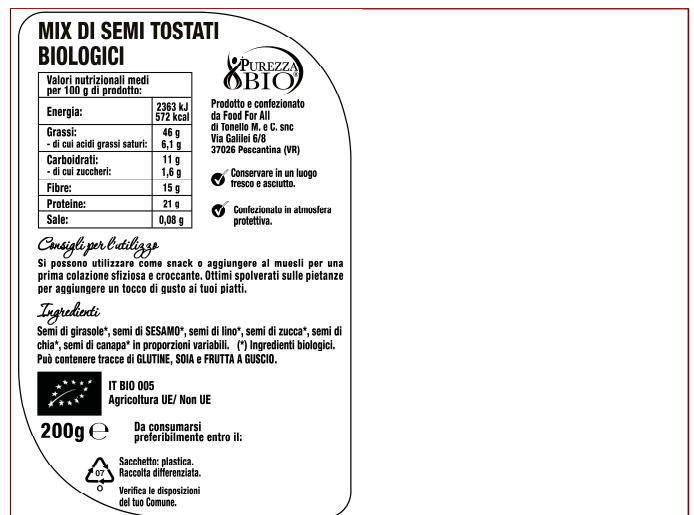 MIX DI SEMI TOSTATI
BIOLOGICI
Valori nutrizionali medi
per 100 g di prodotto:
Energia: 2363 kJ
572 kcal
Grassi: 46 g
- di cui acidi grassi saturi: 6,1 g
Carboidrati: 11 g
- di cui zuccheri: 1,6 g
Fibre: 15 g
Proteine: 21 g
Sale: 0,08 g
PUREZZA
BIO®
Prodotto e confezionato
da Food For All
di Tonello M. e C. snc
Via Galilei 6/8
37026 Pescantina (VR)
Conservare in un luogo
fresco e asciutto.
Confezionato in atmosfera
protettiva.
Consigli per l'utilizzo
Si possono utilizzare come snack o aggiungere al muesli per una
prima colazione sfiziosa e croccante. Ottimi spolverati sulle pietanze
per aggiungere un tocco di gusto ai tuoi piatti.
Ingredienti
Semi di girasole*, semi di SESAMO*, semi di lino*, semi di zucca*, semi di
chia*, semi di canapa* in proporzioni variabili. (*) Ingredienti biologici.
Può contenere tracce di GLUTINE, SOIA e FRUTTA A GUSCIO.
IT BIO 005
Agricoltura UE/ Non UE
200g ℮
Da consumarsi
preferibilmente entro il:
07
O
Sacchetto: plastica.
Raccolta differenziata.
Verifica le disposizioni
del tuo Comune.